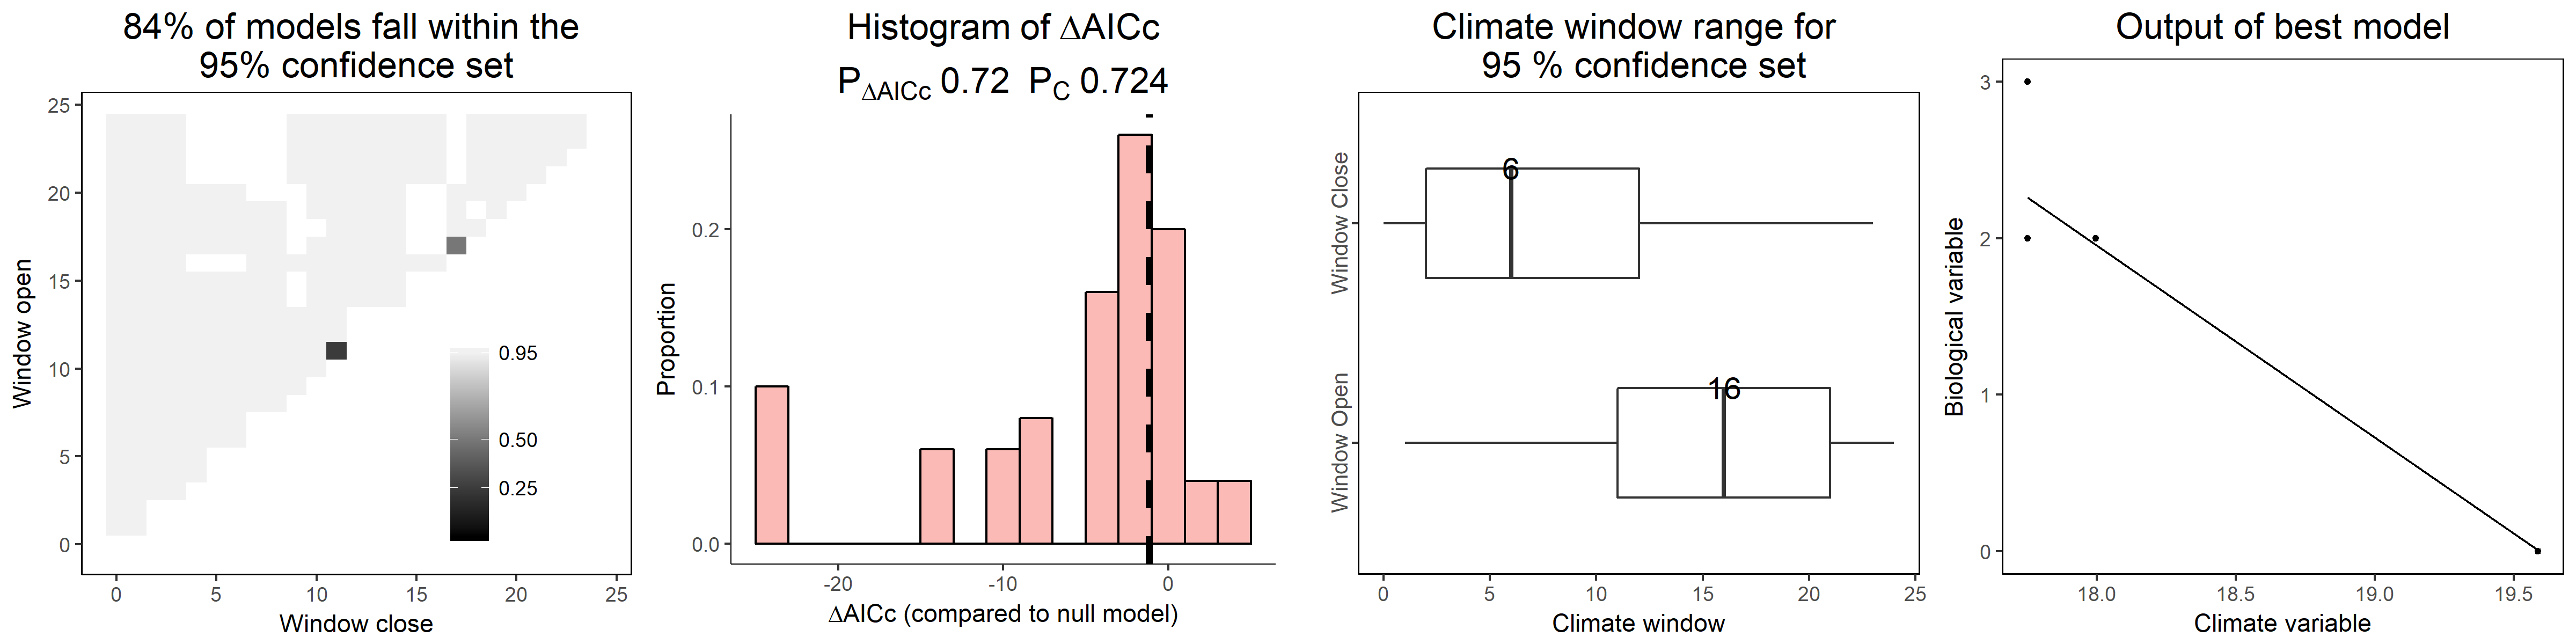 84% of models fall within the
95% confidence set
Window open
25
20
15
10
5
0
0.95
0.50
0.25
0 5 10 15 20 25
Window close
Histogram of ΔAICc
PΔAICc 0.72 PC 0.724
Proportion
0.2
0.1
0.0
-20 -10 0
ΔAICc (compared to null model)
Climate window range for
95 % confidence set
Window Close
6
Window Open
16
0 5 10 15 20 25
Climate window
Output of best model
Biological variable
3
2
1
0
18.0 18.5 19.0 19.5
Climate variable